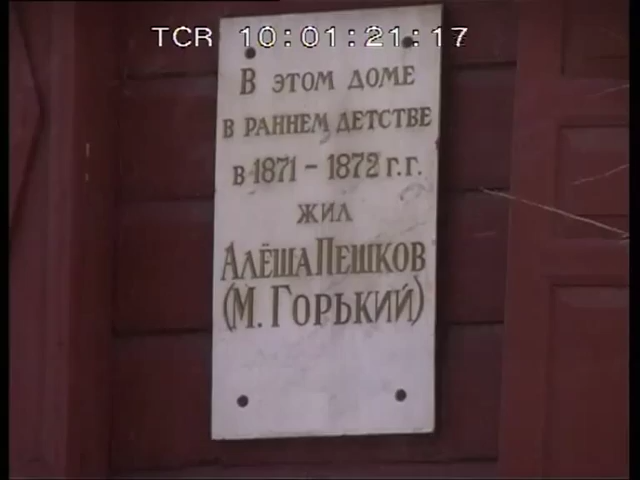 TCR 10:01:21:17
В ЭТОМ ДОМЕ
В РАННЕМ ДЕТСТВЕ
В 1871 - 1872 Г.Г.
ЖИЛ
АЛЁША ПЕШКОВ
(М. ГОРЬКИЙ)